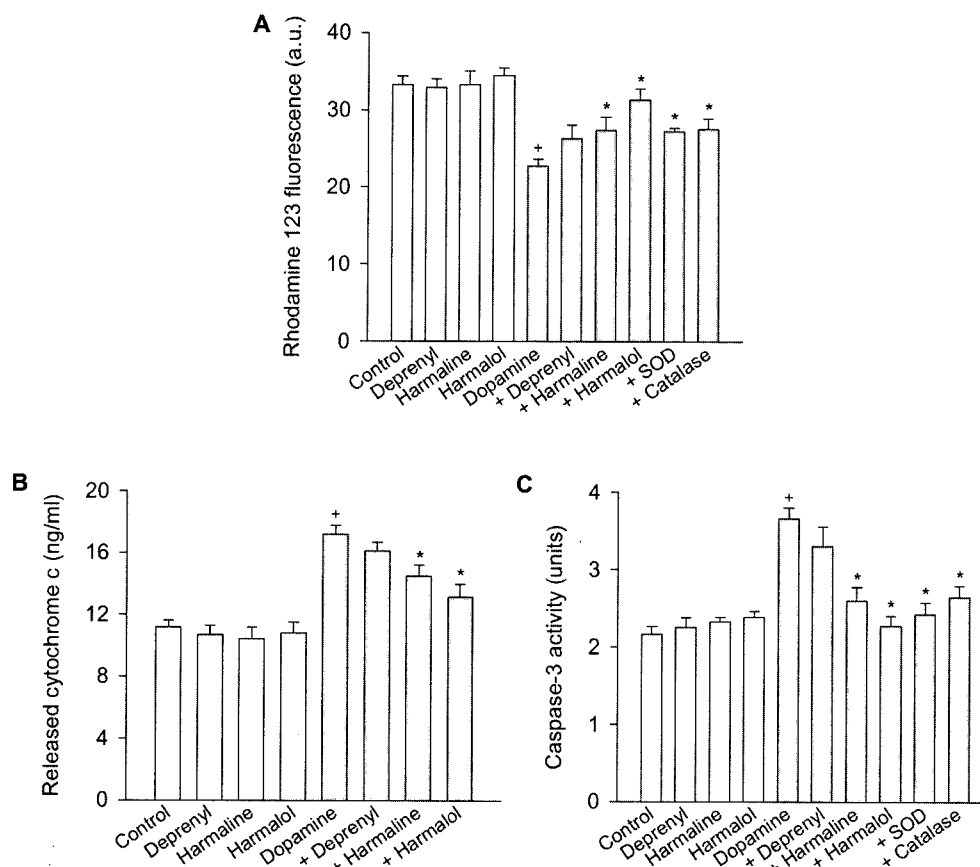 A
Rhodamine 123 fluorescence (a.u.)
40
30
20
10
0
+
*
*
*
*
Control
Deprenyl
Harmaline
Harmalol
Dopamine
+ Deprenyl
+ Harmaline
+ Harmalol
+ SOD
+ Catalase
B
Released cytochrome c (ng/ml)
20
16
12
8
4
0
+
*
*
Control
Deprenyl
Harmaline
Harmalol
Dopamine
+ Deprenyl
+ Harmaline
+ Harmalol
C
Caspase-3 activity (units)
4
3
2
1
0
+
*
*
*
*
Control
Deprenyl
Harmaline
Harmalol
Dopamine
+ Deprenyl
+ Harmaline
+ Harmalol
+ SOD
+ Catalase